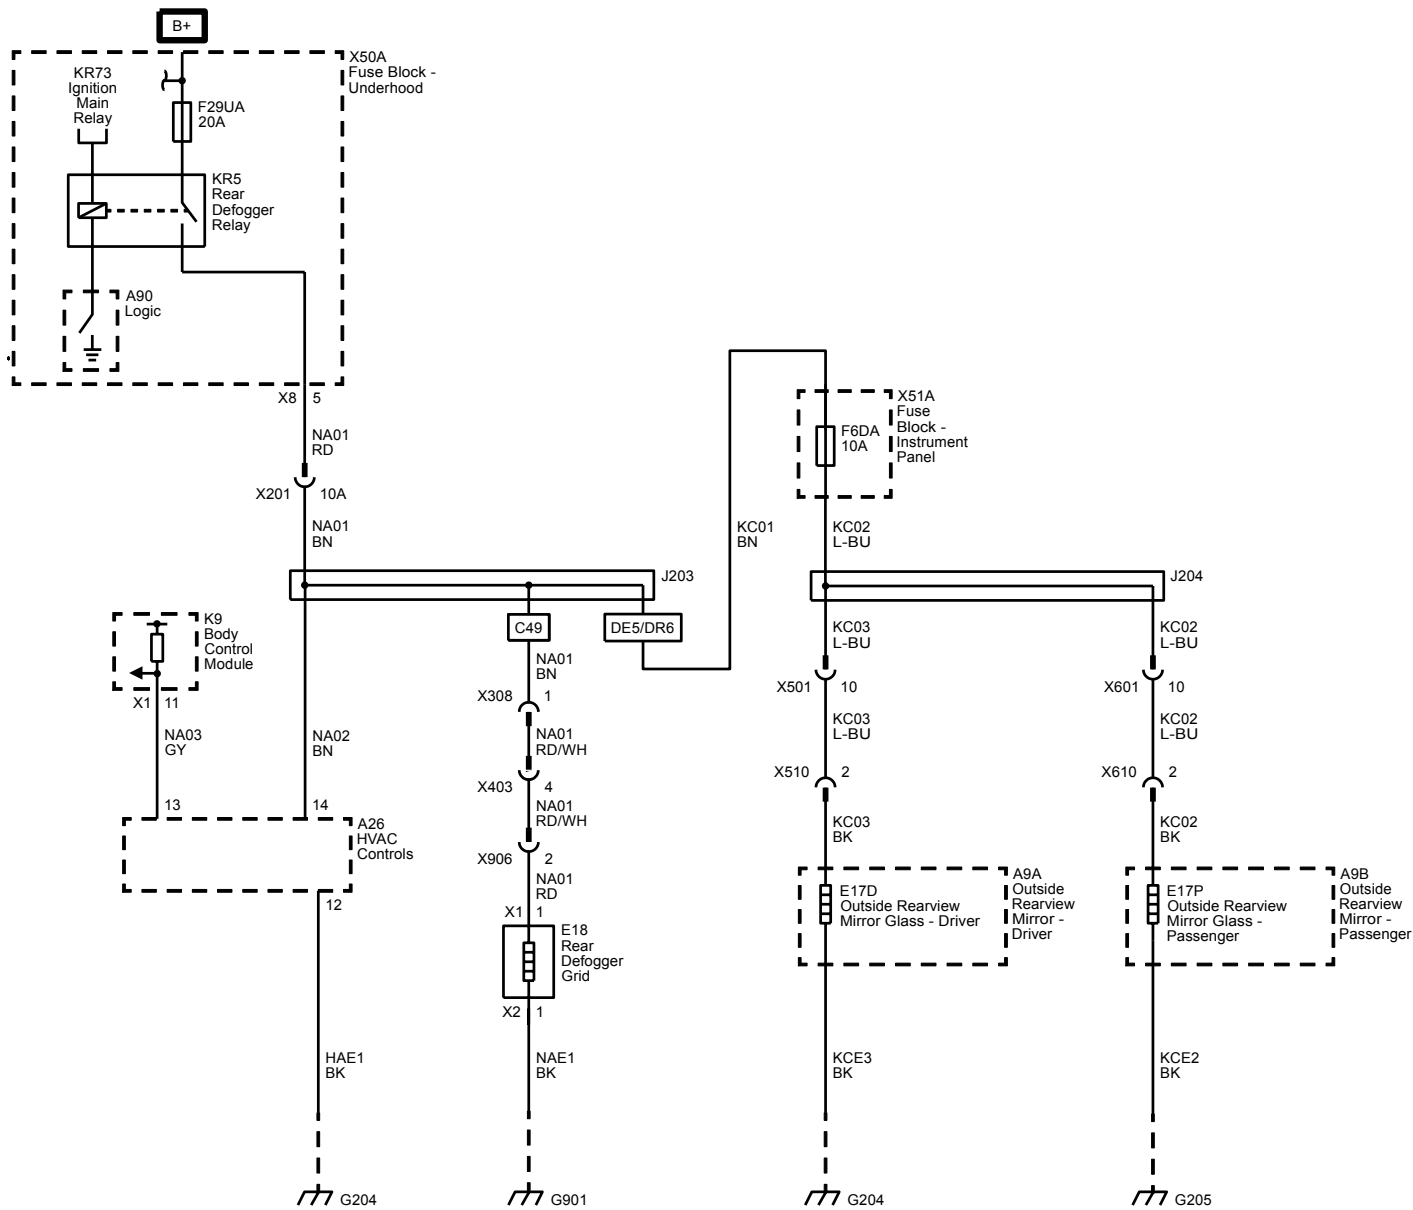 B+
X50A
Fuse Block -
Underhood
KR73
Ignition
Main
Relay
F29UA
20A
KR5
Rear
Defogger
Relay
A90
Logic
X8 5
NA01
RD
X201 10A
NA01
BN
J203
C49
DE5/DR6
KC01
BN
X51A
Fuse
Block -
Instrument
Panel
F6DA
10A
KC02
L-BU
J204
K9
Body
Control
Module
X1 11
NA03
GY
13
NA02
BN
14
A26
HVAC
Controls
12
HAE1
BK
G204
NA01
BN
X308 1
NA01
RD/WH
X403 4
NA01
RD/WH
X906 2
NA01
RD
X1 1
E18
Rear
Defogger
Grid
X2 1
NAE1
BK
G901
KC03
L-BU
X501 10
KC03
L-BU
X510 2
KC03
BK
A9A
Outside
Rearview
Mirror -
Driver
E17D
Outside Rearview
Mirror Glass - Driver
KCE3
BK
G204
KC02
L-BU
X601 10
KC02
L-BU
X610 2
KC02
BK
A9B
Outside
Rearview
Mirror -
Passenger
E17P
Outside Rearview
Mirror Glass -
Passenger
KCE2
BK
G205